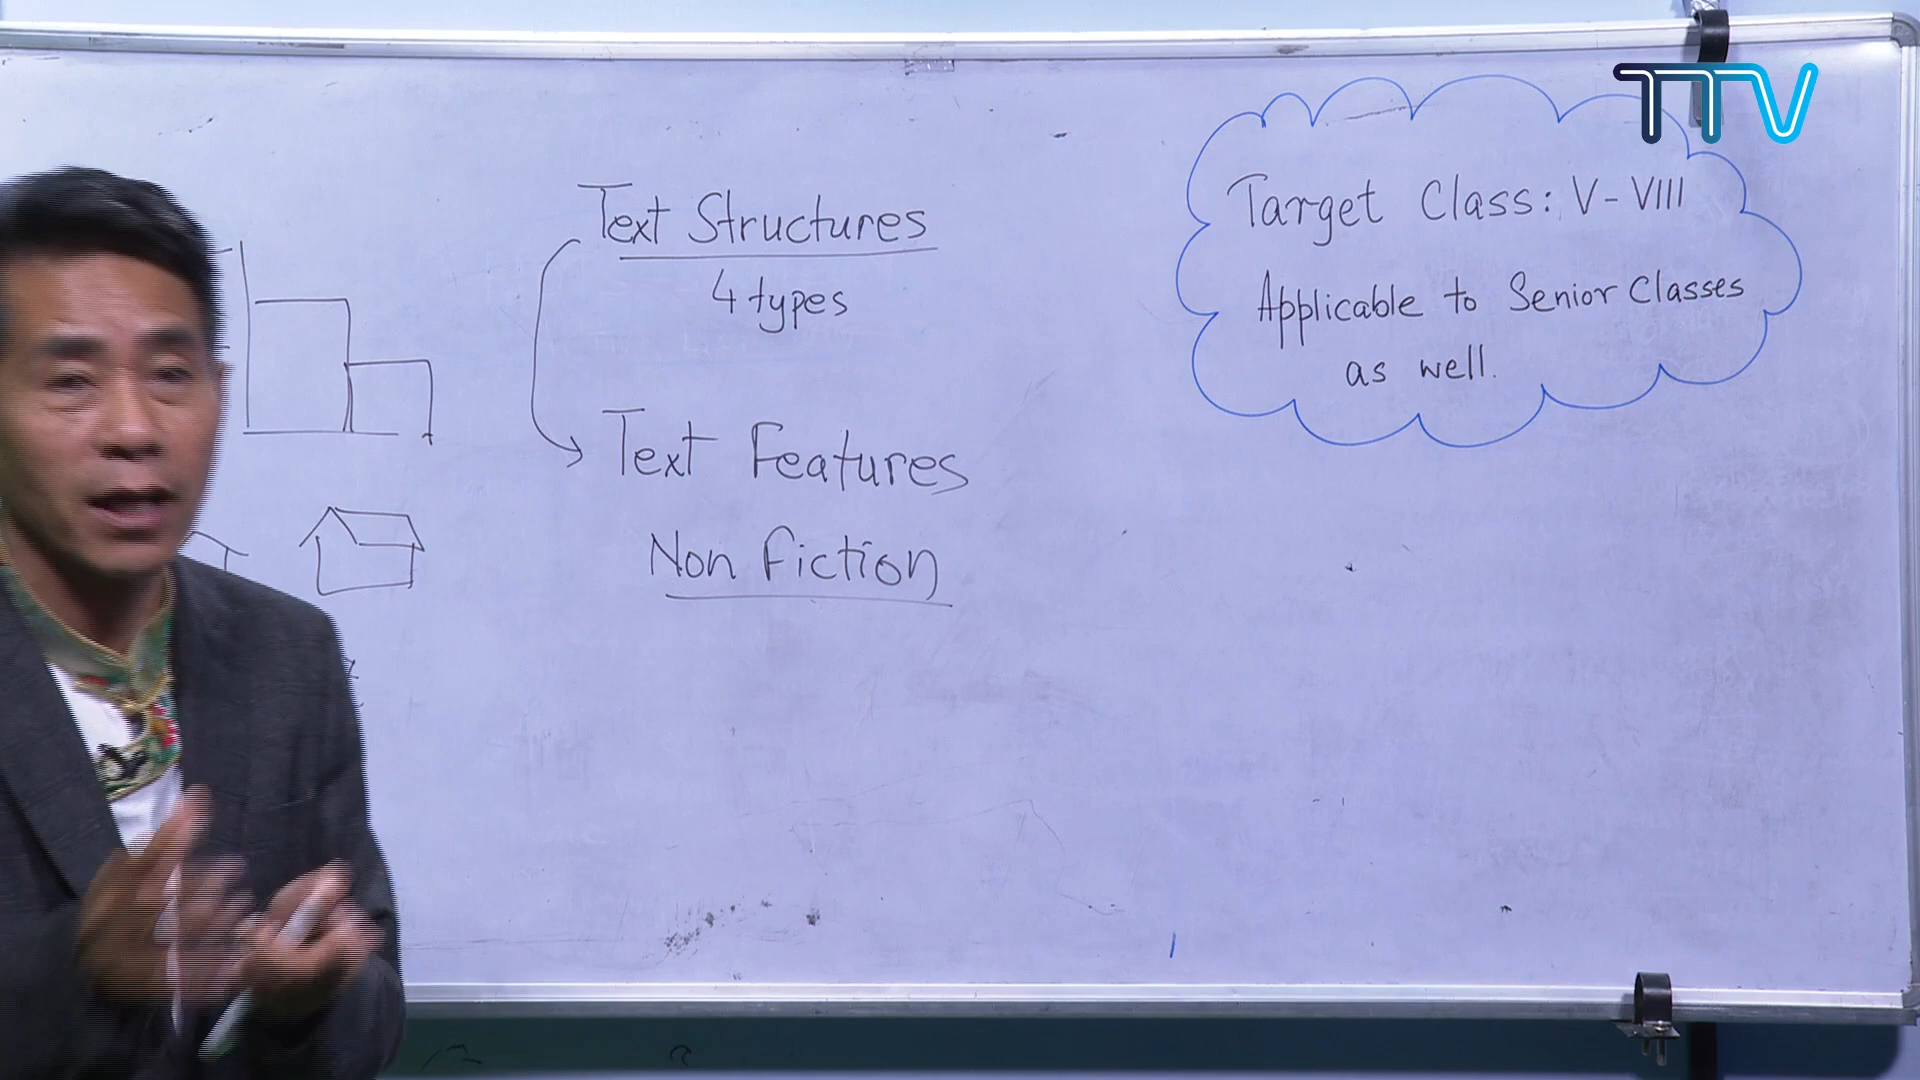 TTV
Text Structures
4 types
Text Features
Non fiction
Target Class: V-VIII
Applicable to Senior Classes
as well.